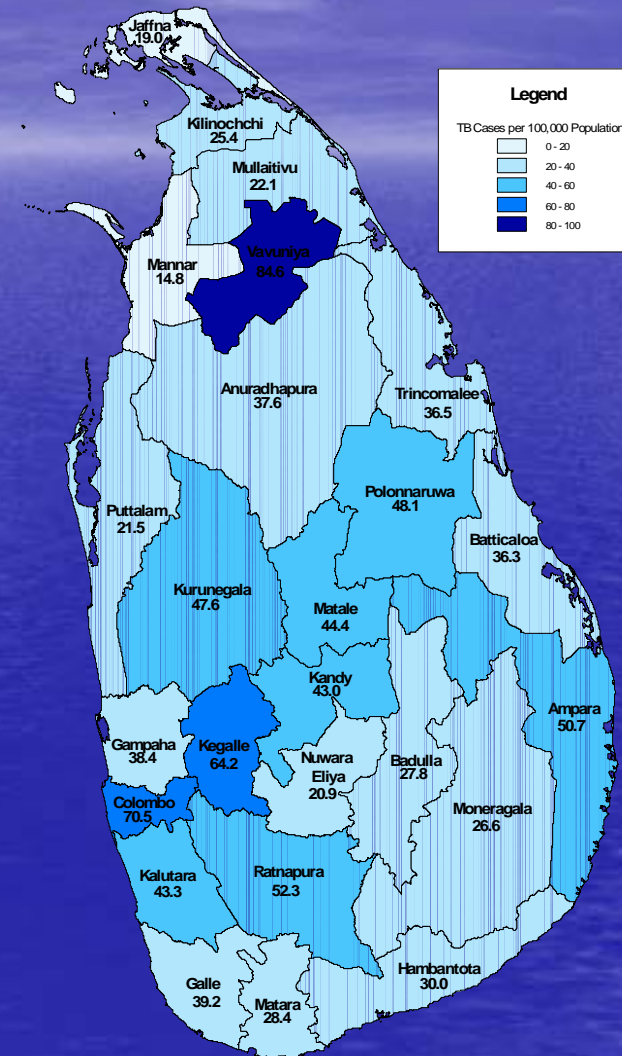 Jaffna
19.0
Legend
TB Cases per 100,000 Population
0 - 20
20 - 40
40 - 60
60 - 80
80 - 100
Kilinochchi
25.4
Mullaitivu
22.1
Vavuniya
84.6
Mannar
14.8
Anuradhapura
37.6
Trincomalee
36.5
Polonnaruwa
48.1
Puttalam
21.5
Batticaloa
36.3
Kurunegala
47.6
Matale
44.4
Kandy
43.0
Ampara
50.7
Gampaha
38.4
Kegalle
64.2
Nuwara
Eliya
20.9
Badulla
27.8
Moneragala
26.6
Colombo
70.5
Kalutara
43.3
Ratnapura
52.3
Hambantota
30.0
Galle
39.2
Matara
28.4